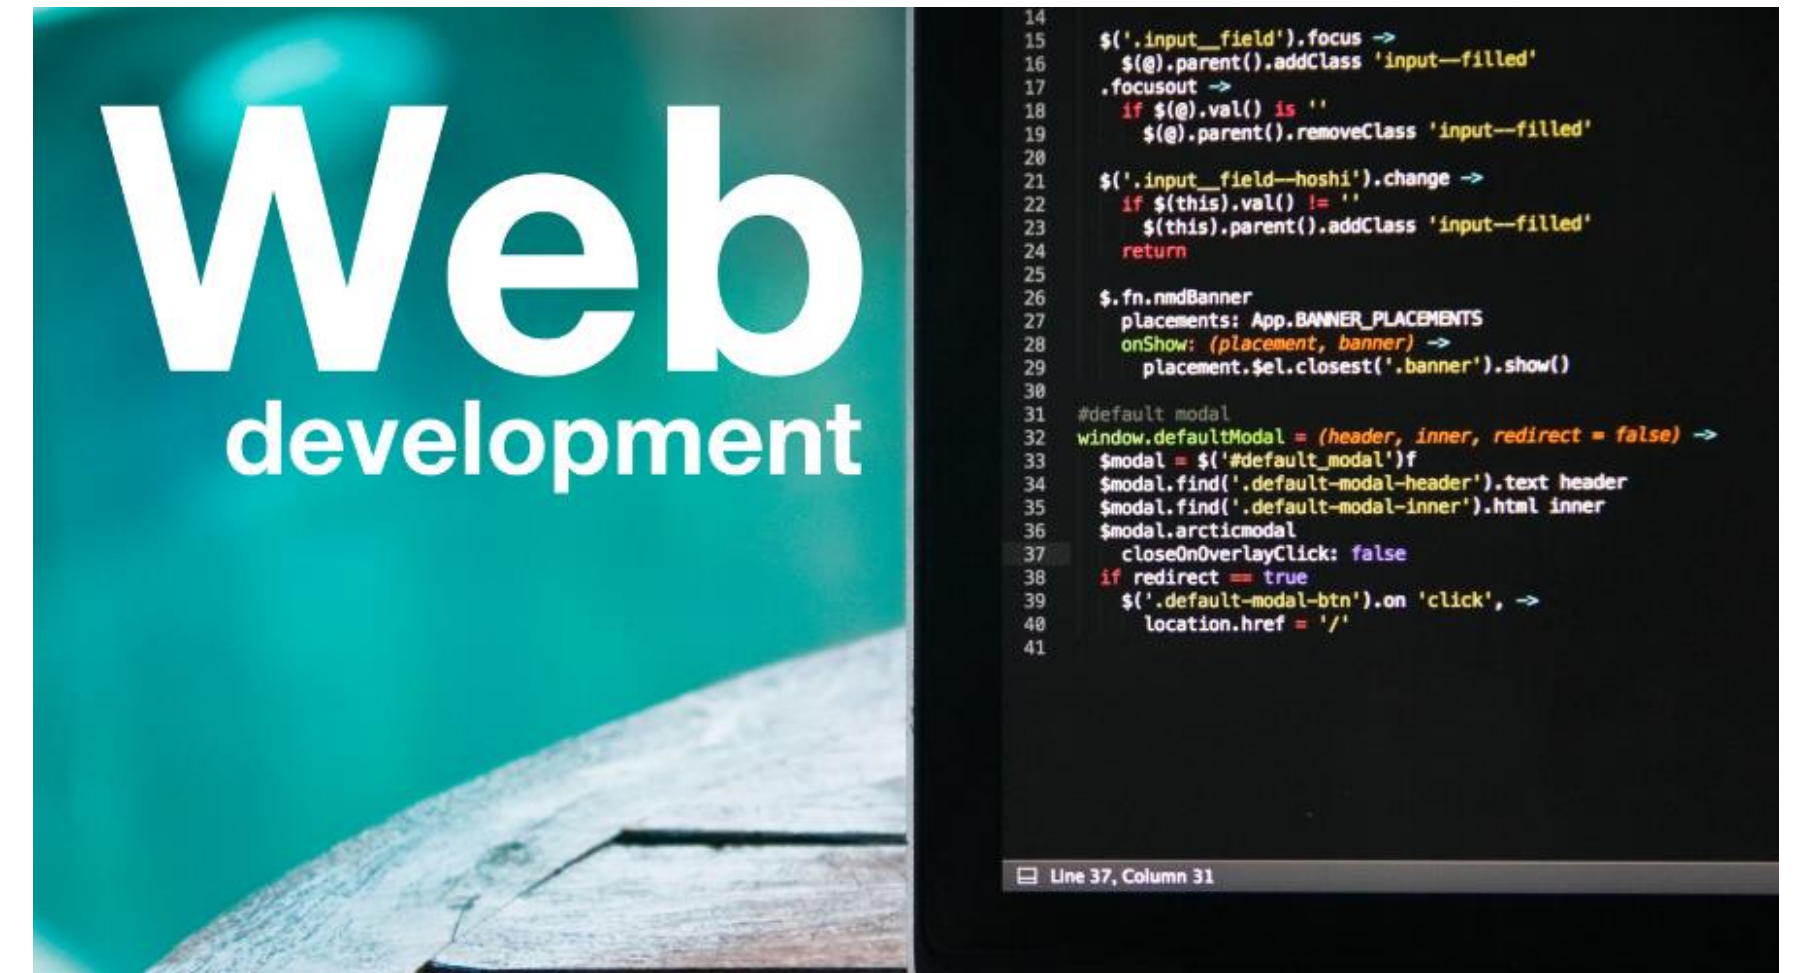 Web
development
14
15 $('.input__field').focus ->
16 $(@).parent().addClass 'input--filled'
17 .focusout ->
18 if $(@).val() is ''
19 $(@).parent().removeClass 'input--filled'
20
21 $('.input__field--hoshi').change ->
22 if $(this).val() != ''
23 $(this).parent().addClass 'input--filled'
24 return
25
26 $.fn.nmdBanner
27 placements: App.BANNER_PLACEMENTS
28 onShow: (placement, banner) ->
29 placement.$el.closest('.banner').show()
30
31 #default modal
32 window.defaultModal = (header, inner, redirect = false) ->
33 $modal = $('#default_modal')f
34 $modal.find('.default-modal-header').text header
35 $modal.find('.default-modal-inner').html inner
36 $modal.arcticmodal
37 closeOnOverlayClick: false
38 if redirect == true
39 $('.default-modal-btn').on 'click', ->
40 location.href = '/'
41
Line 37, Column 31